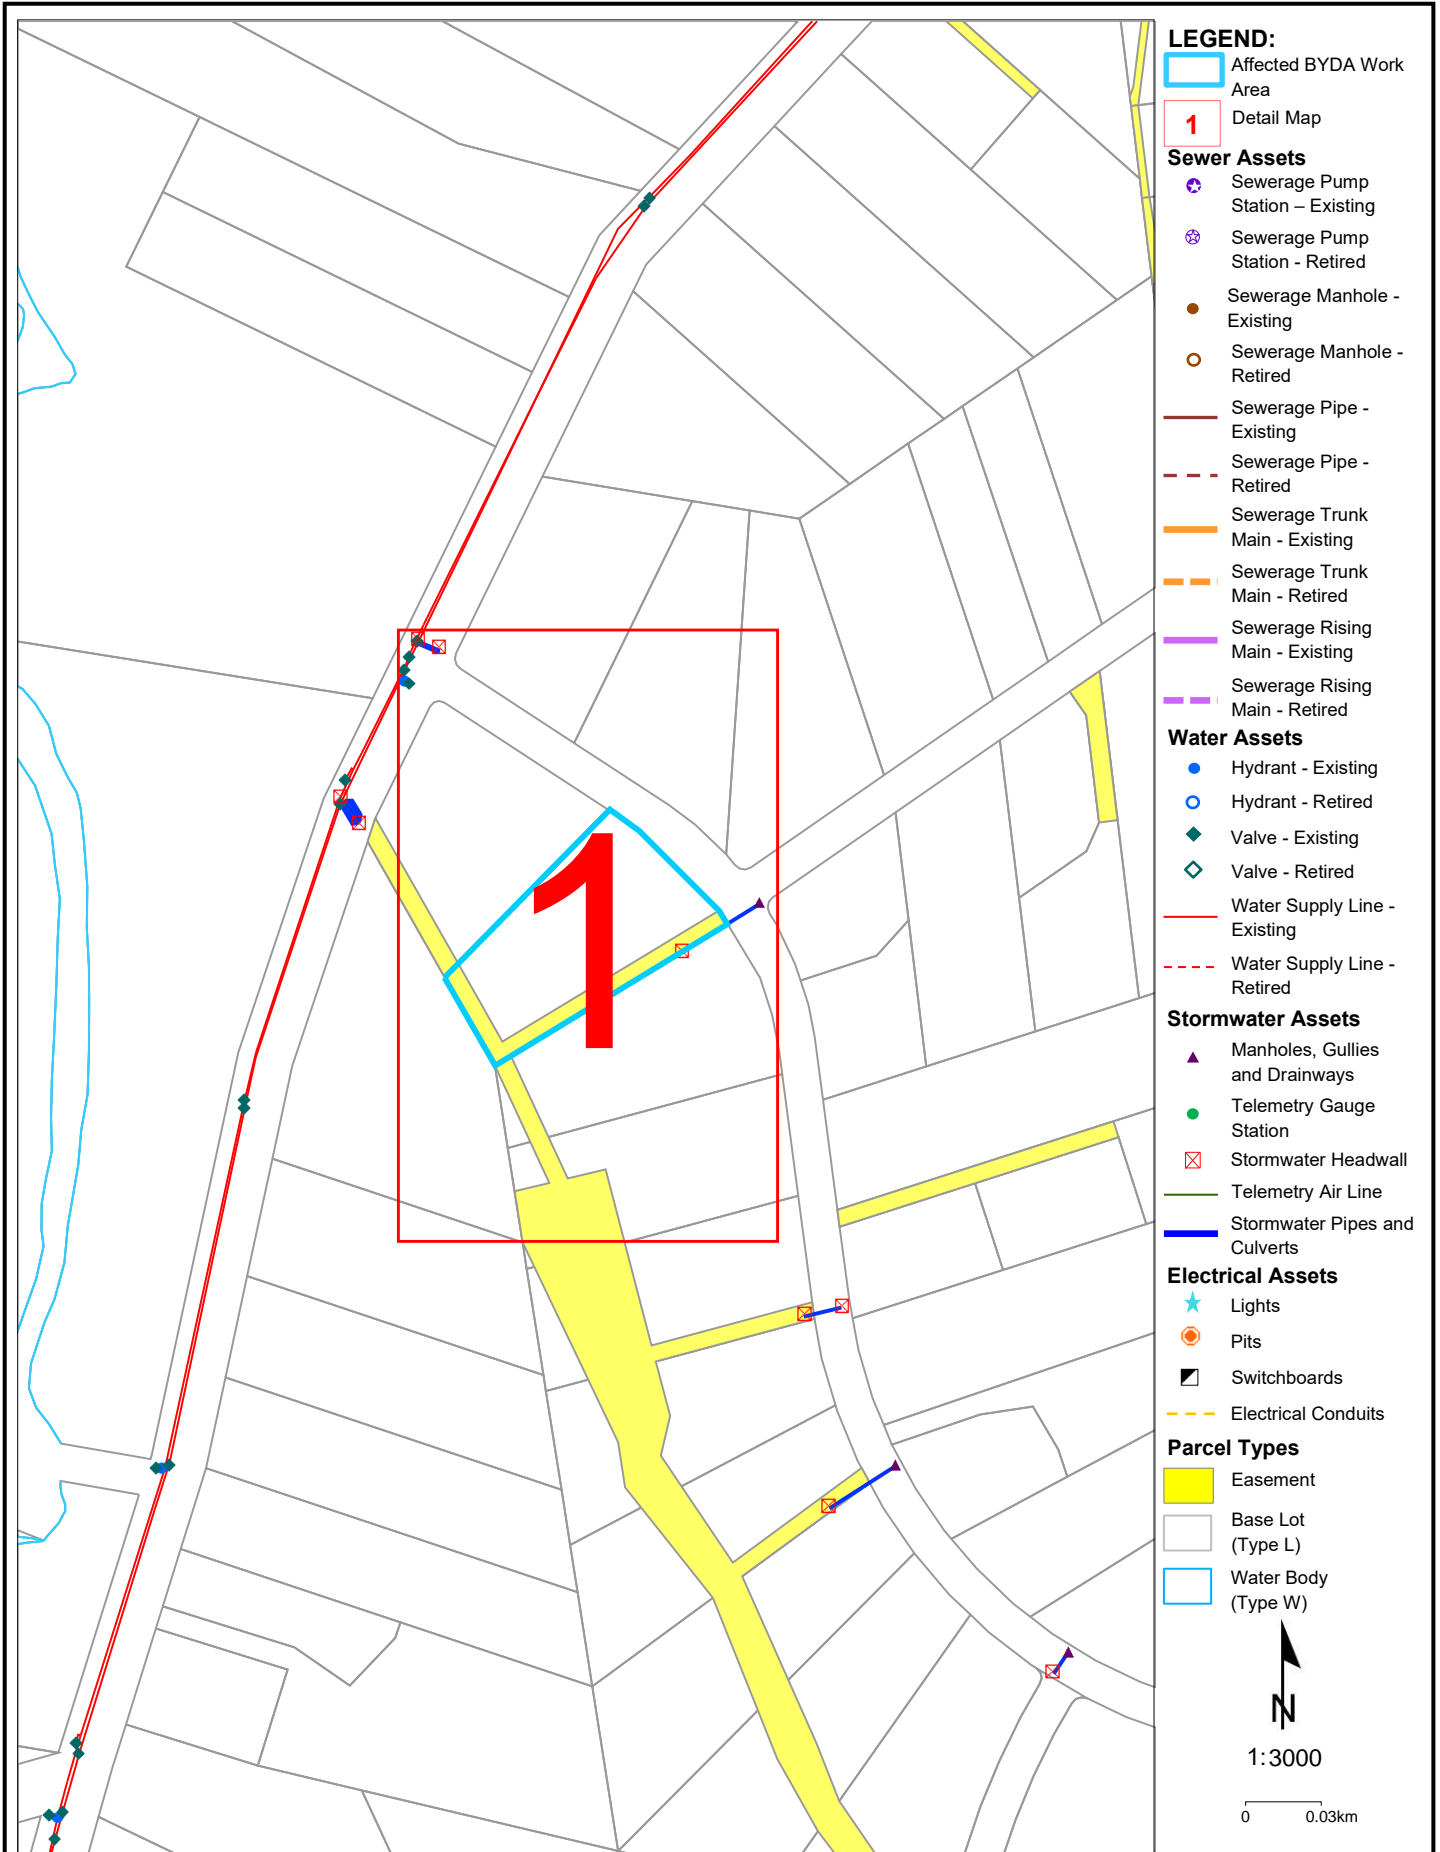 LEGEND:
Affected BYDA Work
Area
1
Detail Map
Sewer Assets
Sewerage Pump
Station – Existing
Sewerage Pump
Station - Retired
Sewerage Manhole -
Existing
Sewerage Manhole -
Retired
Sewerage Pipe -
Existing
Sewerage Pipe -
Retired
Sewerage Trunk
Main - Existing
Sewerage Trunk
Main - Retired
Sewerage Rising
Main - Existing
Sewerage Rising
Main - Retired
Water Assets
Hydrant - Existing
Hydrant - Retired
Valve - Existing
Valve - Retired
Water Supply Line -
Existing
Water Supply Line -
Retired
Stormwater Assets
Manholes, Gullies
and Drainways
Telemetry Gauge
Station
Stormwater Headwall
Telemetry Air Line
Stormwater Pipes and
Culverts
Electrical Assets
Lights
Pits
Switchboards
Electrical Conduits
Parcel Types
Easement
Base Lot
(Type L)
Water Body
(Type W)
N
1:3000
0 0.03km
1